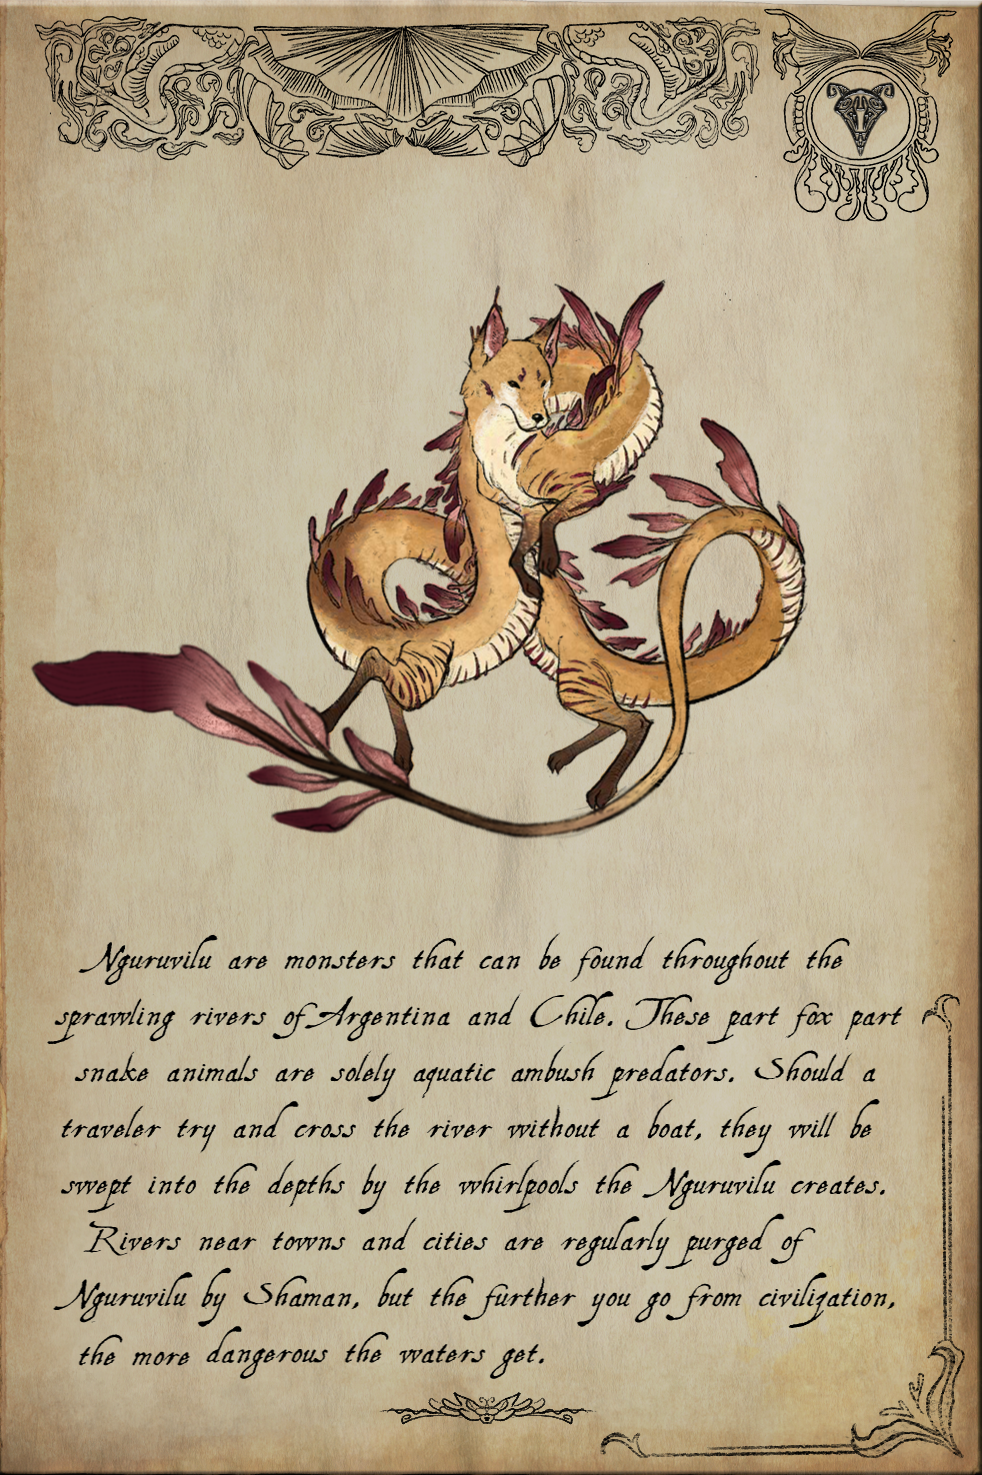 Nguruvilu are monsters that can be found throughout the
sprawling rivers of Argentina and Chile. These part fox part
snake animals are solely aquatic ambush predators. Should a
traveler try and cross the river without a boat, they will be
swept into the depths by the whirlpools the Nguruvilu creates.
Rivers near towns and cities are regularly purged of
Nguruvilu by Shaman, but the further you go from civilization,
the more dangerous the waters get.